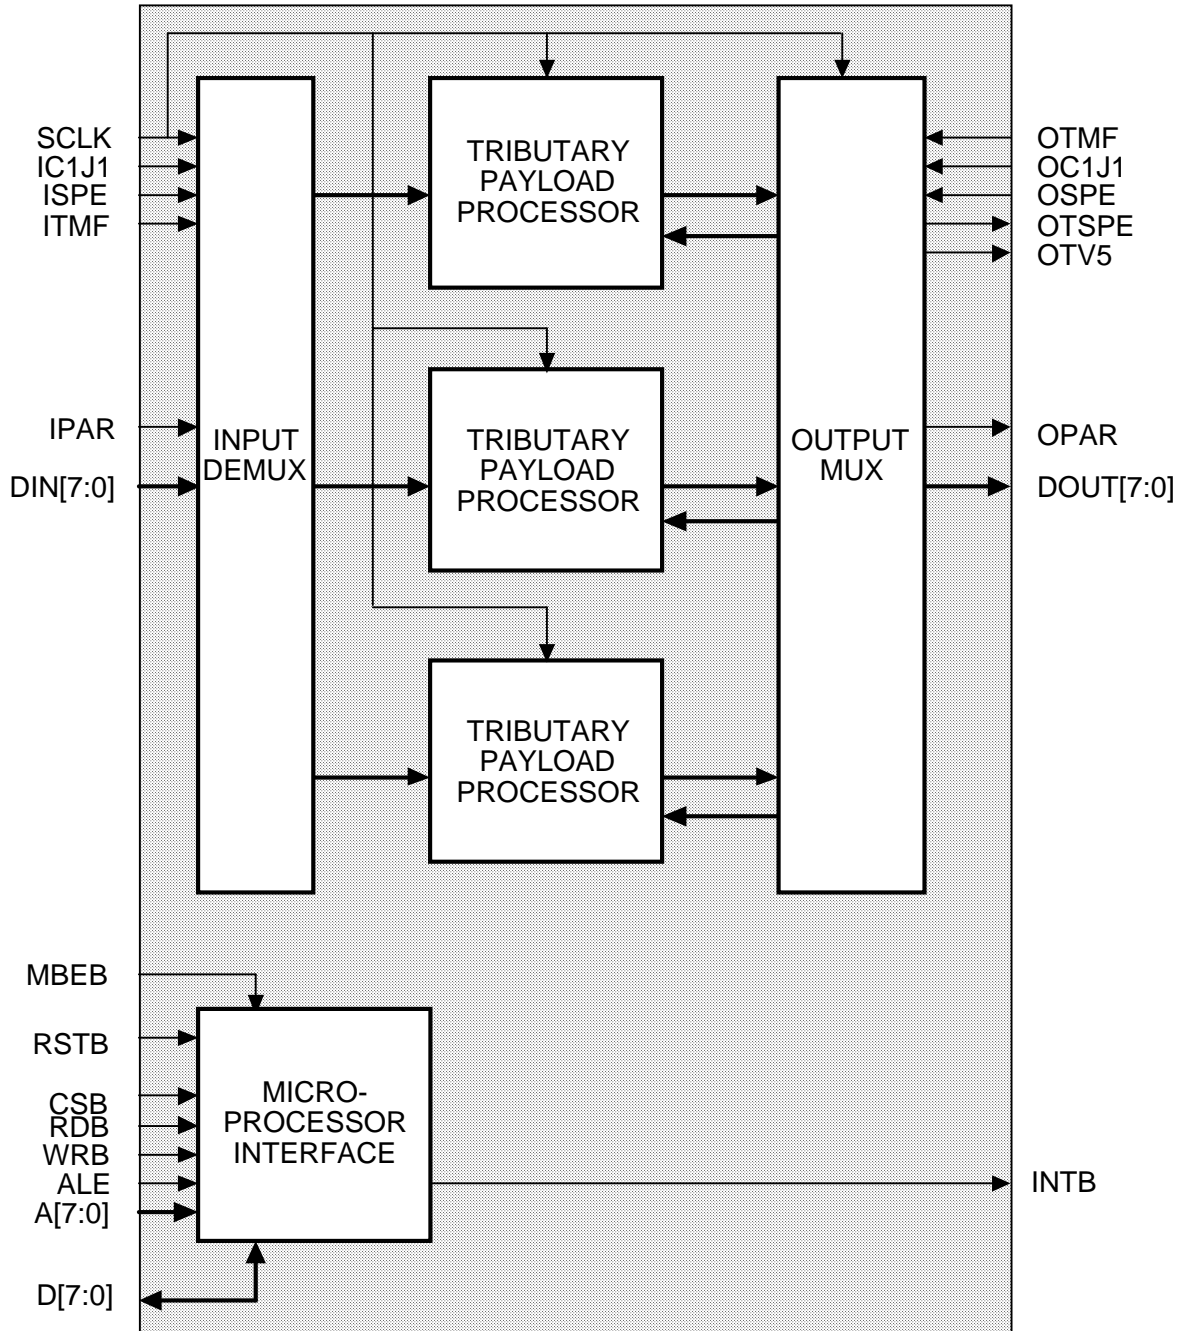 SCLK
IC1J1
ISPE
ITMF
IPAR
DIN[7:0]
INPUT
DEMUX
TRIBUTARY
PAYLOAD
PROCESSOR
TRIBUTARY
PAYLOAD
PROCESSOR
TRIBUTARY
PAYLOAD
PROCESSOR
OUTPUT
MUX
OTMF
OC1J1
OSPE
OTSPE
OTV5
OPAR
DOUT[7:0]
MBEB
RSTB
CSB
RDB
WRB
ALE
A[7:0]
D[7:0]
MICRO-
PROCESSOR
INTERFACE
INTB